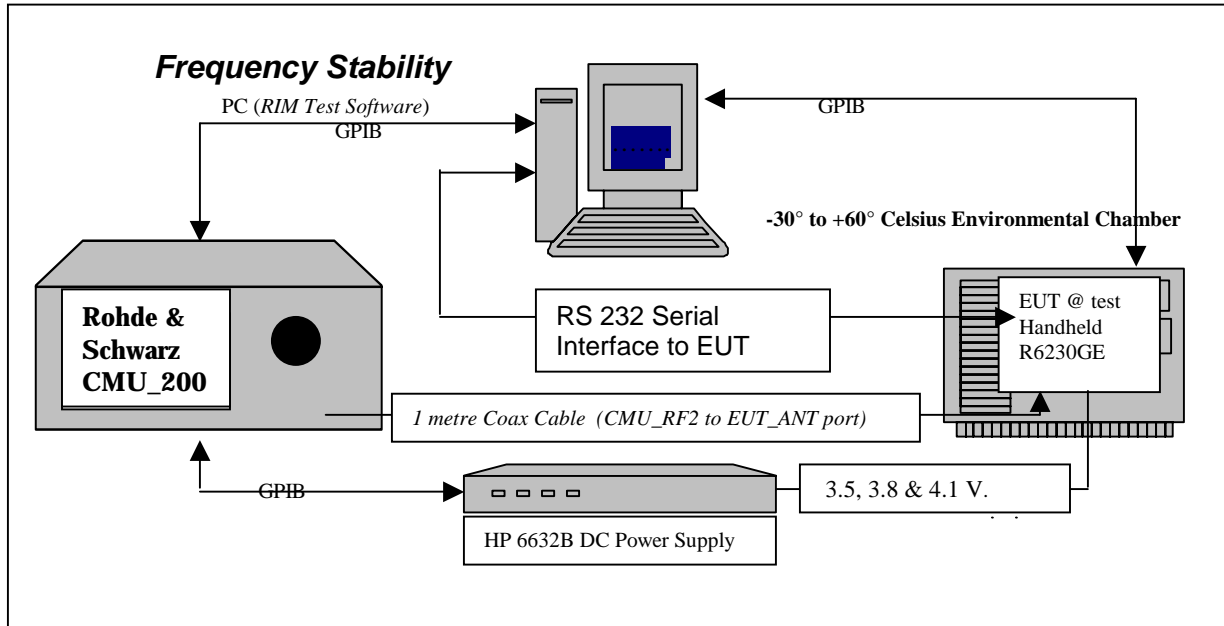 Frequency Stability
PC (RIM Test Software)
GPIB
GPIB
-30° to +60° Celsius Environmental Chamber
Rohde &
Schwarz
CMU_200
RS 232 Serial
Interface to EUT
EUT @ test
Handheld
R6230GE
1 metre Coax Cable (CMU_RF2 to EUT_ANT port)
GPIB
3.5, 3.8 & 4.1 V.
HP 6632B DC Power Supply